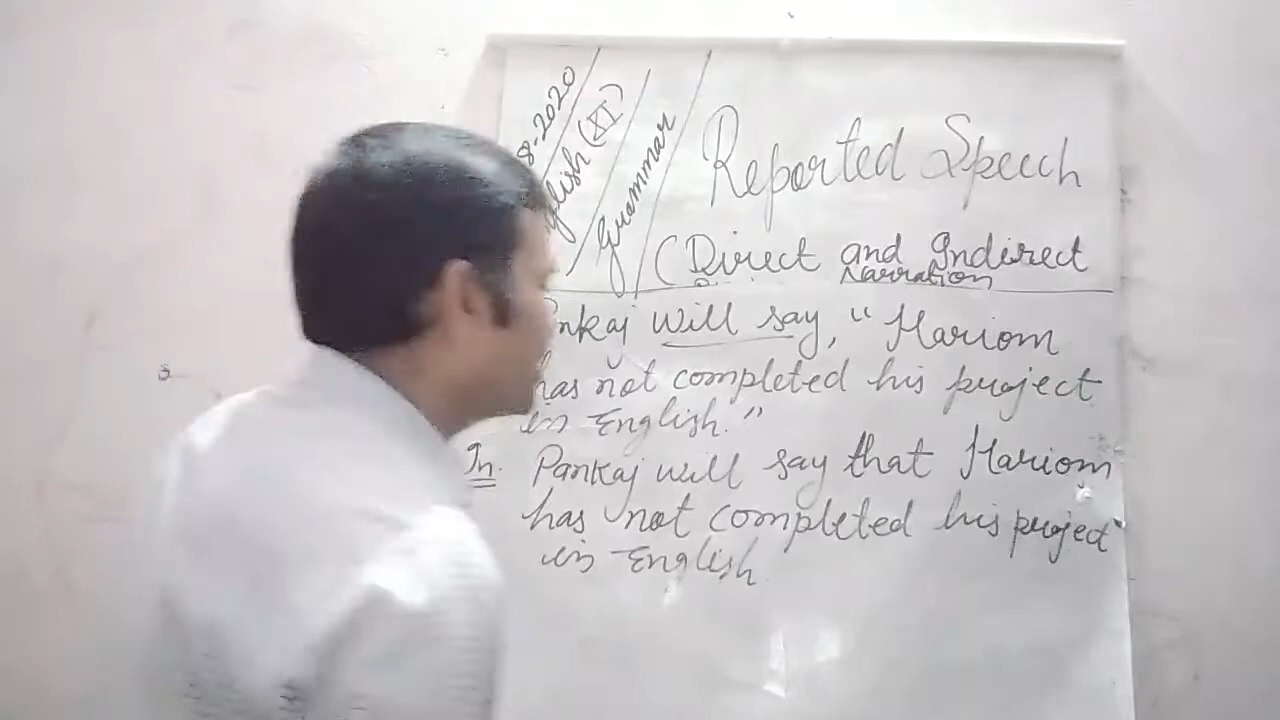 8-2020
glish (XI)
Grammar
Reported Speech
(Direct and Indirect
Narration
nkaj will say, "Hariom
has not completed his project
in English."
In. Pankaj will say that Hariom
has not completed his project
in English